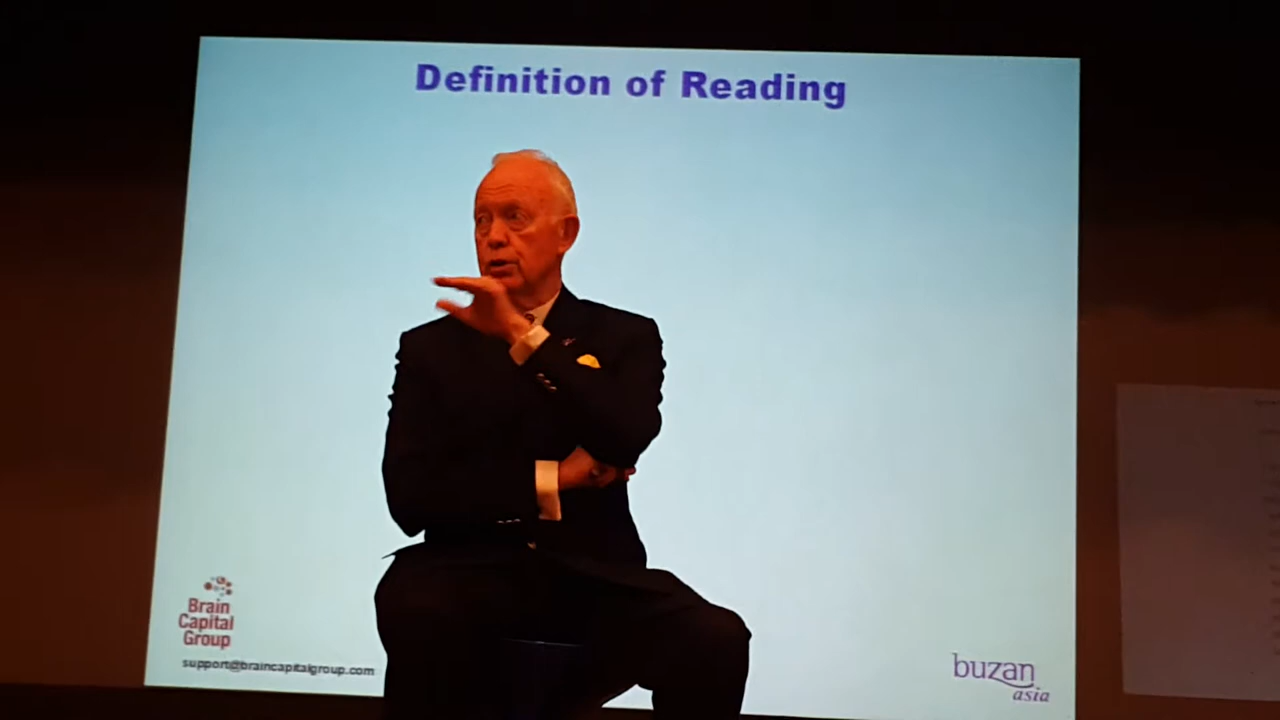 Definition of Reading
Brain
Capital
Group
support@braincapitalgroup.com
buzan
asia